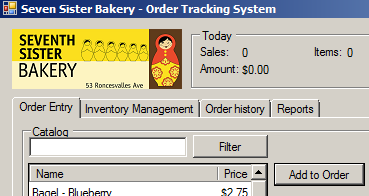 Seven Sister Bakery - Order Tracking System
SEVENTH
SISTER
BAKERY
53 Roncesvalles Ave
Today
Sales: 0 Items: 0
Amount: $0.00
Order Entry Inventory Management Order history Reports
Catalog
Filter
Name Price Add to Order
Bagel - Blueberry $2.75